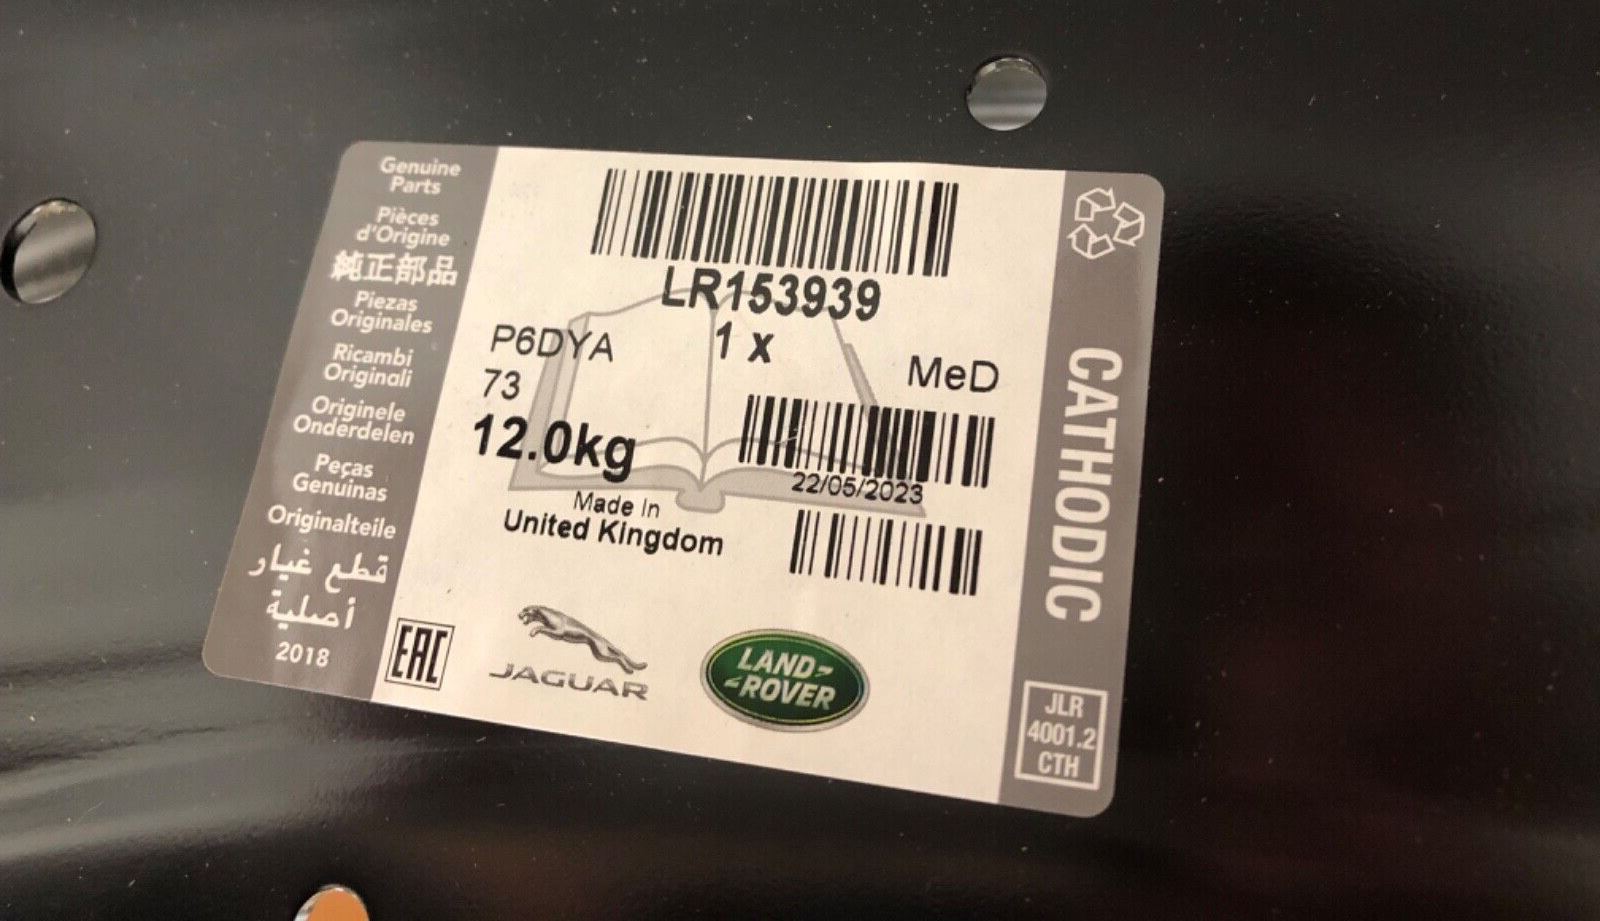 Genuine
Parts
Pièces
d'Origine
純正部品
Piezas
Originales
Ricambi
Originali
Originele
Onderdelen
Peças
Genuinas
Originalteile
قطع غيار
أصلية
2018
LR153939
1 x
P6DYA
MeD
73
12.0kg
22/05/2023
Made In
United Kingdom
EAC
JAGUAR
LAND-
-ROVER
CATHODIC
JLR
4001.2
CTH